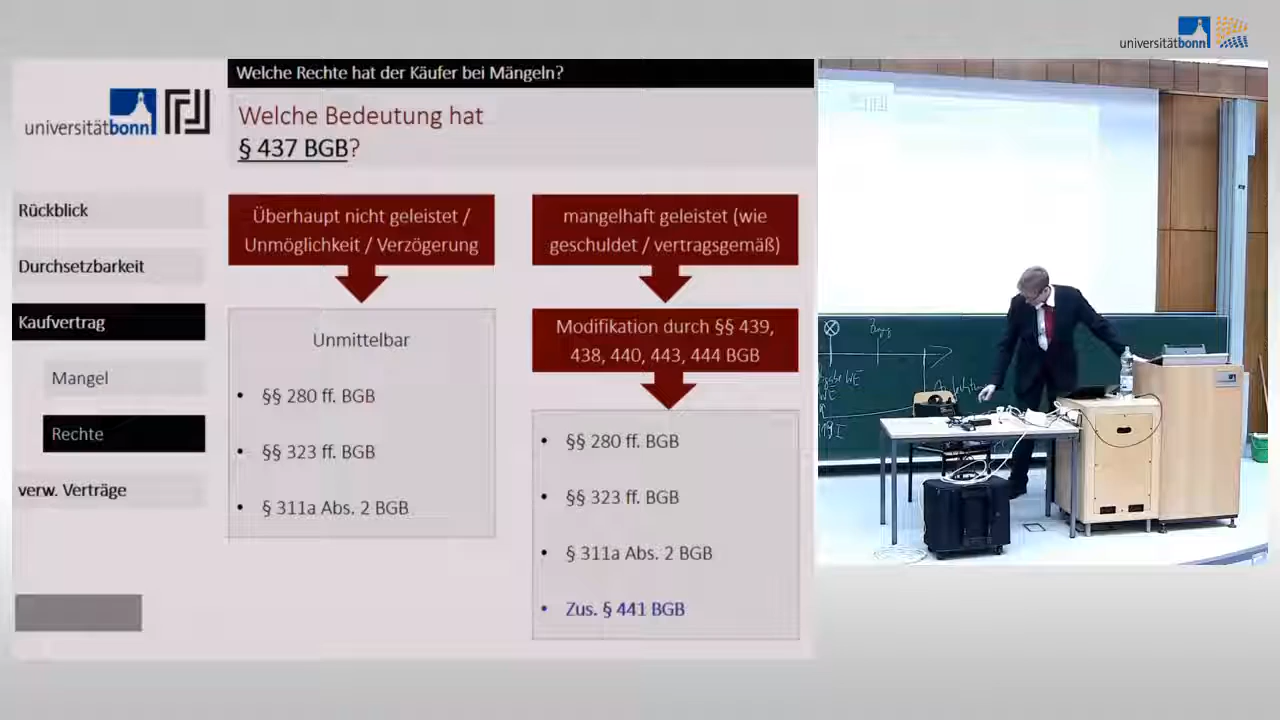 universitätbonn
Welche Rechte hat der Käufer bei Mängeln?
universitätbonn
Welche Bedeutung hat
§ 437 BGB?
Rückblick
Durchsetzbarkeit
Kaufvertrag
Mangel
Rechte
verw. Verträge
Überhaupt nicht geleistet /
Unmöglichkeit / Verzögerung
Unmittelbar
• §§ 280 ff. BGB
• §§ 323 ff. BGB
• § 311a Abs. 2 BGB
mangelhaft geleistet (wie
geschuldet / vertragsgemäß)
Modifikation durch §§ 439,
438, 440, 443, 444 BGB
• §§ 280 ff. BGB
• §§ 323 ff. BGB
• § 311a Abs. 2 BGB
• Zus. § 441 BGB
WE
WE